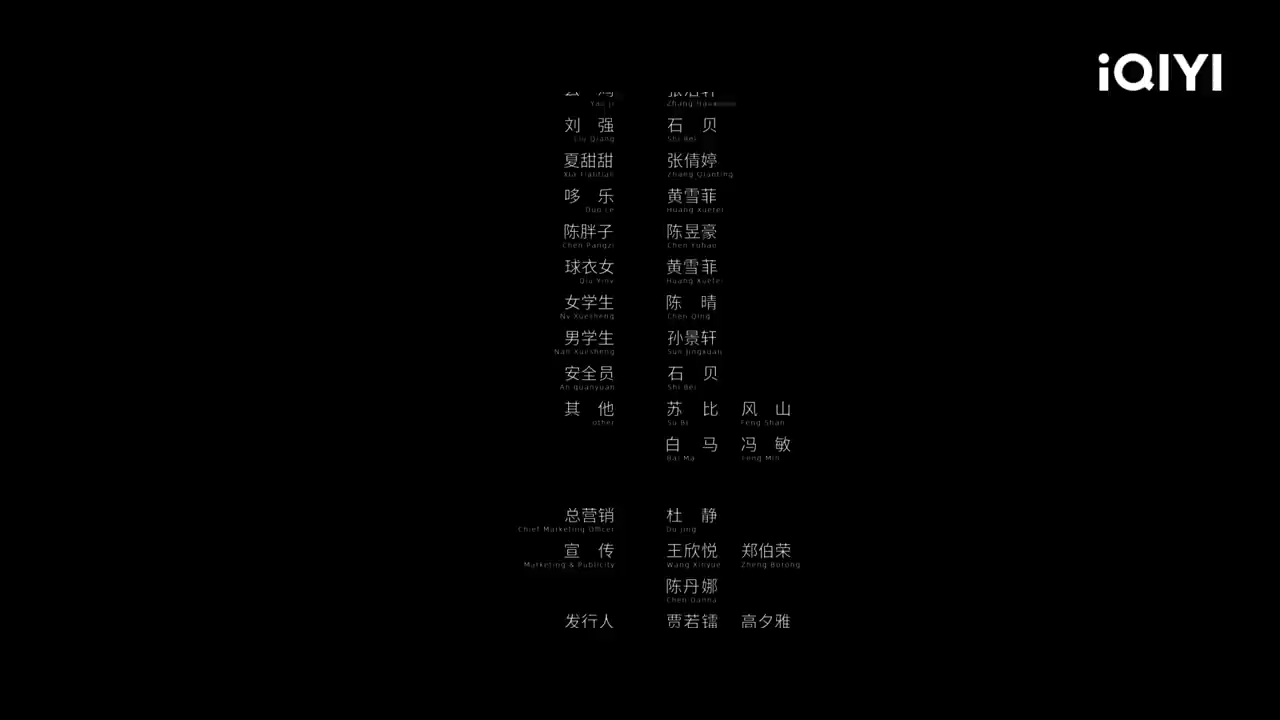 iQIYI
刘 强 石 贝
Liu Qiang Shi Bei
夏甜甜 张倩婷
Xia Tiantian Zhang Qianting
哆 乐 黄雪菲
Duo Le Huang Xuefei
陈胖子 陈昱豪
Chen Pangzi Chen Yuhao
球衣女 黄雪菲
Qiu Yinv Huang Xuefei
女学生 陈 晴
Nv Xuesheng Chen Qing
男学生 孙景轩
Nan Xuesheng Sun Jingxuan
安全员 石 贝
An quanyuan Shi Bei
其 他 苏 比 风 山
other Su Bi Feng Shan
白 马 冯 敏
Bai Ma Feng Min
总营销 杜 静
Chief Marketing Officer Du Jing
宣 传 王欣悦 郑伯荣
Marketing & Publicity Wang Xinyue Zheng Borong
陈丹娜
Chen Danna
发行人 贾若镭 高夕雅